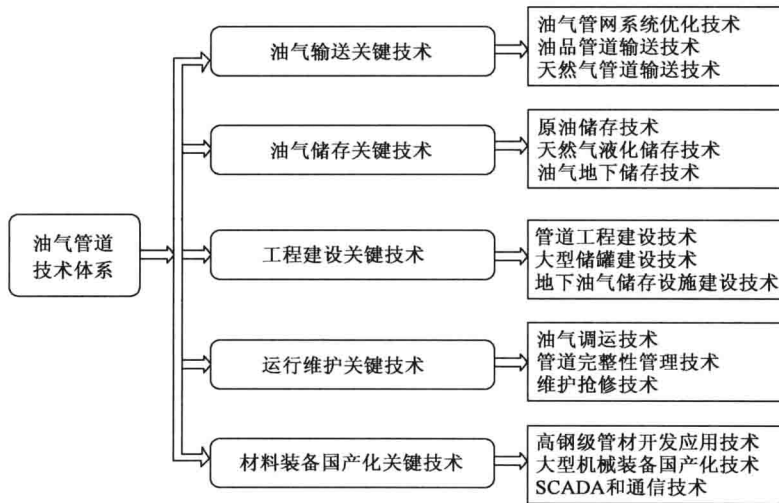 油气管道
技术体系
油气输送关键技术
油气管网系统优化技术
油品管道输送技术
天然气管道输送技术
油气储存关键技术
原油储存技术
天然气液化储存技术
油气地下储存技术
工程建设关键技术
管道工程建设技术
大型储罐建设技术
地下油气储存设施建设技术
运行维护关键技术
油气调运技术
管道完整性管理技术
维护抢修技术
材料装备国产化关键技术
高钢级管材开发应用技术
大型机械装备国产化技术
SCADA和通信技术